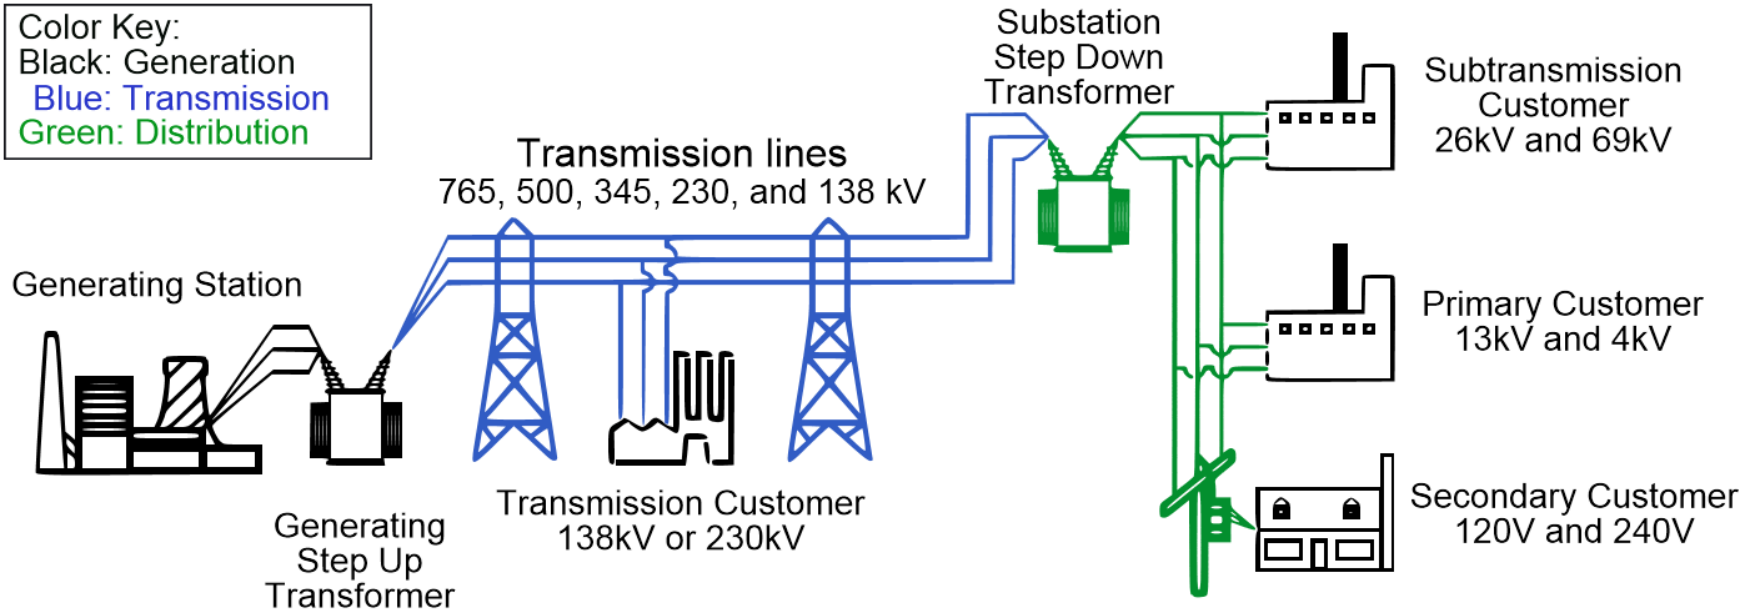 Color Key:
Black: Generation
Blue: Transmission
Green: Distribution
Substation
Step Down
Transformer
Subtransmission
Customer
26kV and 69kV
Transmission lines
765, 500, 345, 230, and 138 kV
Generating Station
Primary Customer
13kV and 4kV
Transmission Customer
138kV or 230kV
Generating
Step Up
Transformer
Secondary Customer
120V and 240V